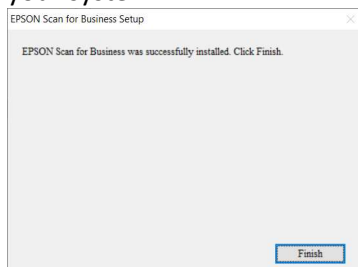 EPSON Scan for Business Setup
EPSON Scan for Business was successfully installed. Click Finish.
Finish